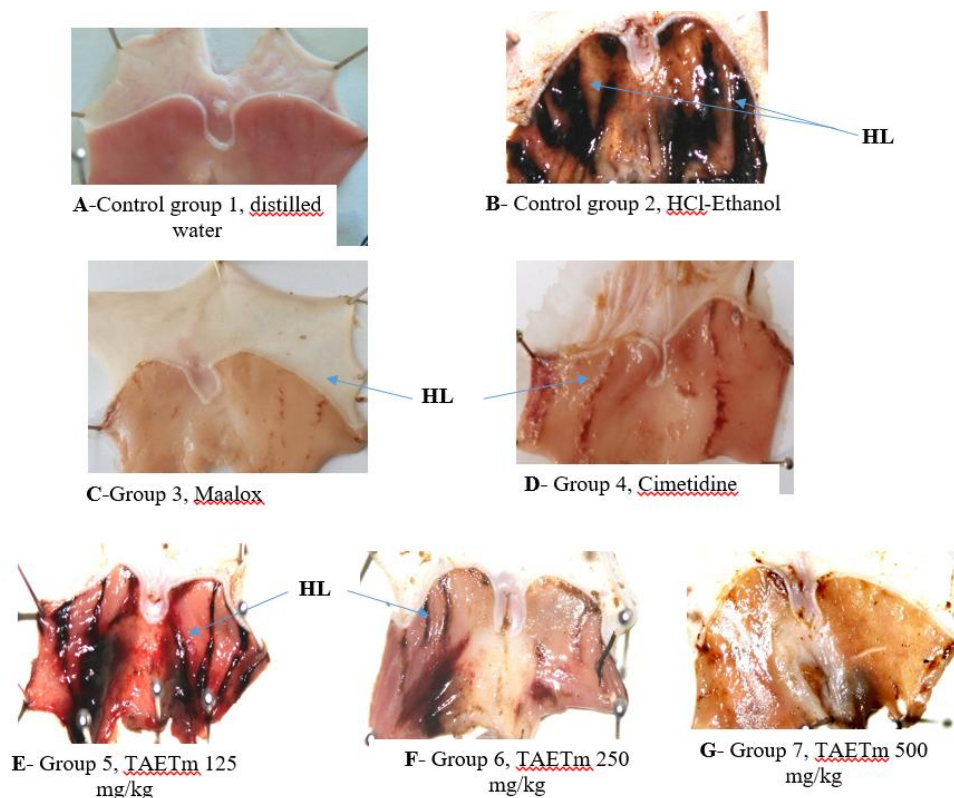 A-Control group 1, distilled
water
HL
B- Control group 2, HCl-Ethanol
HL
C-Group 3, Maalox
D- Group 4, Cimetidine
HL
E- Group 5, TAETm 125
mg/kg
F- Group 6, TAETm 250
mg/kg
G- Group 7, TAETm 500
mg/kg